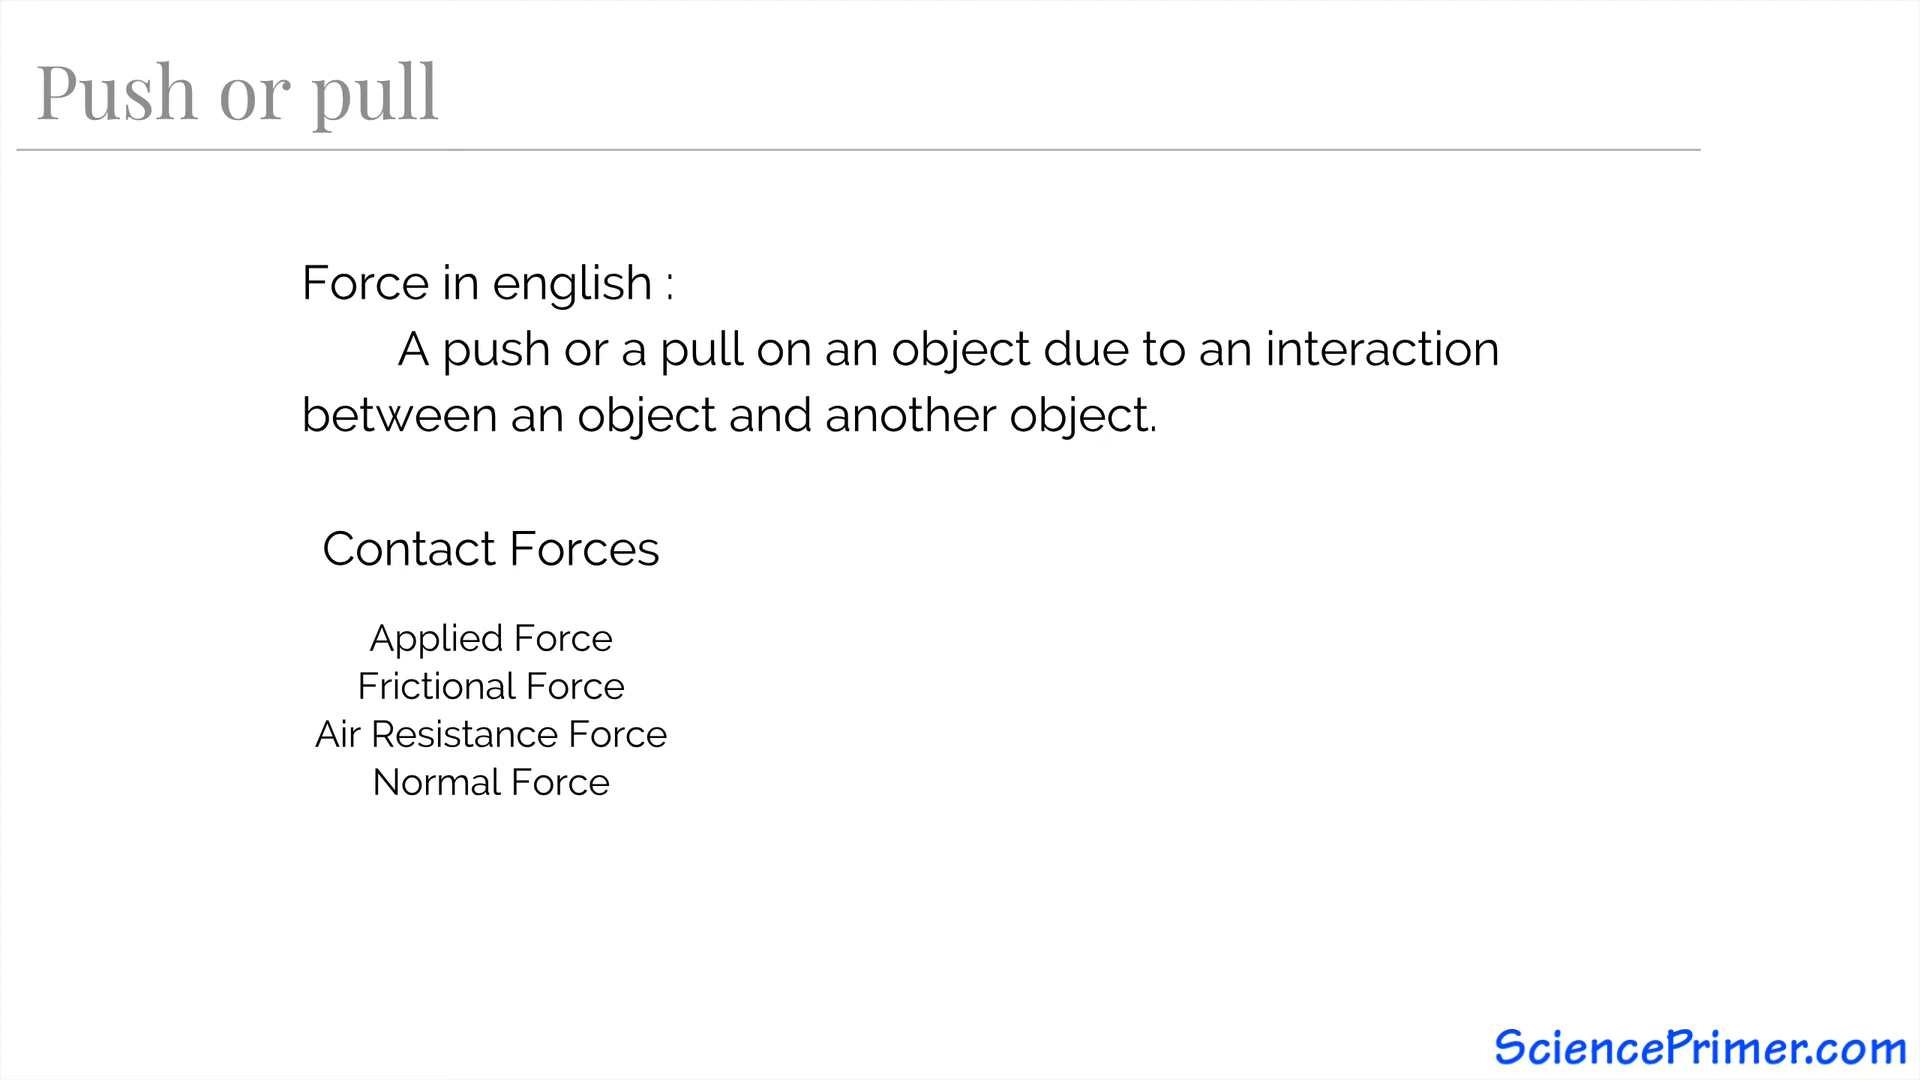 Push or pull
Force in english :
A push or a pull on an object due to an interaction
between an object and another object.
Contact Forces
Applied Force
Frictional Force
Air Resistance Force
Normal Force
SciencePrimer.com